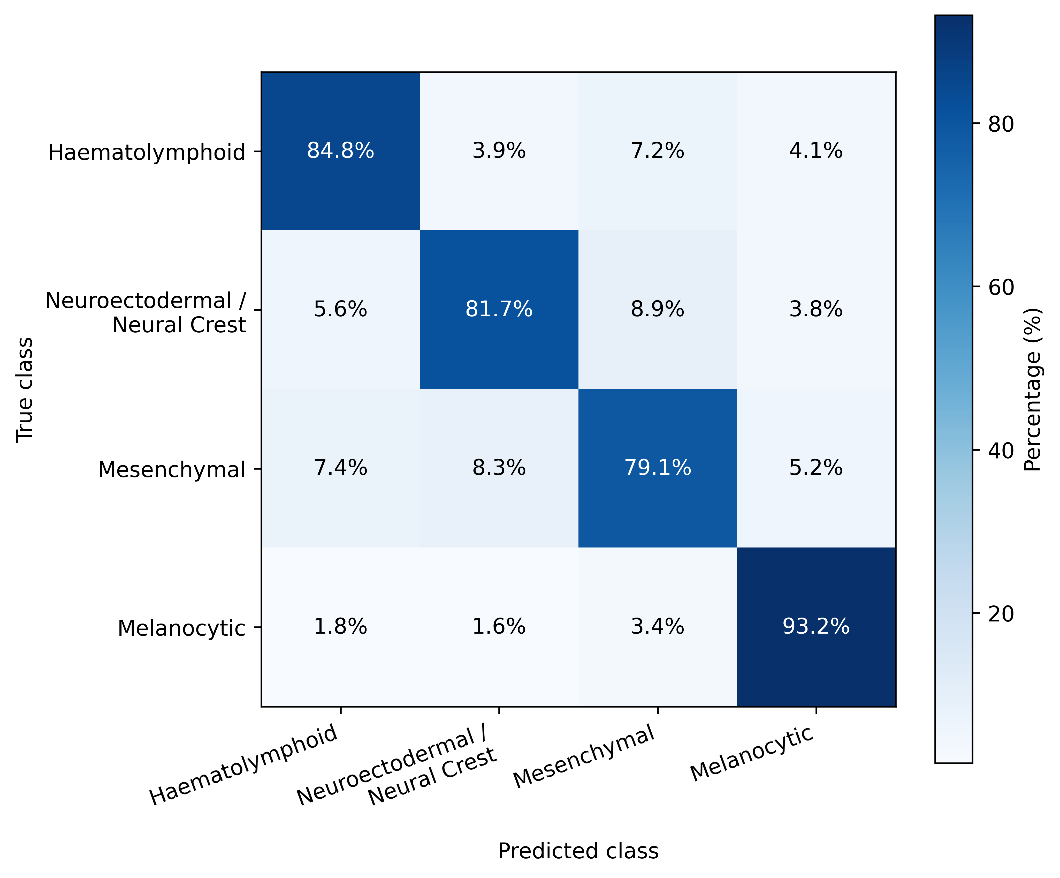 Haematolymphoid
84.8%
3.9%
7.2%
4.1%
80
Neuroectodermal /
Neural Crest
5.6%
81.7%
8.9%
3.8%
60
True class
Percentage (%)
Mesenchymal
7.4%
8.3%
79.1%
5.2%
40
Melanocytic
1.8%
1.6%
3.4%
93.2%
20
Haematolymphoid
Neuroectodermal /
Neural Crest
Mesenchymal
Melanocytic
Predicted class